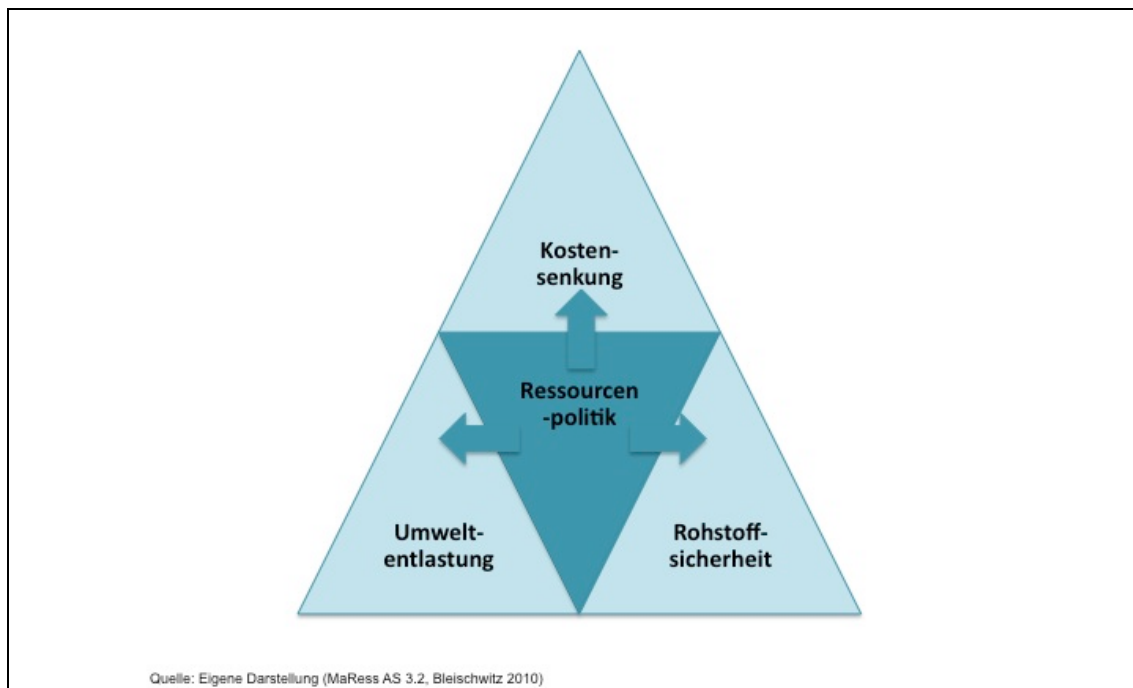 Kosten-
senkung
Ressourcen
-politik
Umwelt-
entlastung
Rohstoff-
sicherheit
Quelle: Eigene Darstellung (MaRess AS 3.2, Bleischwitz 2010)